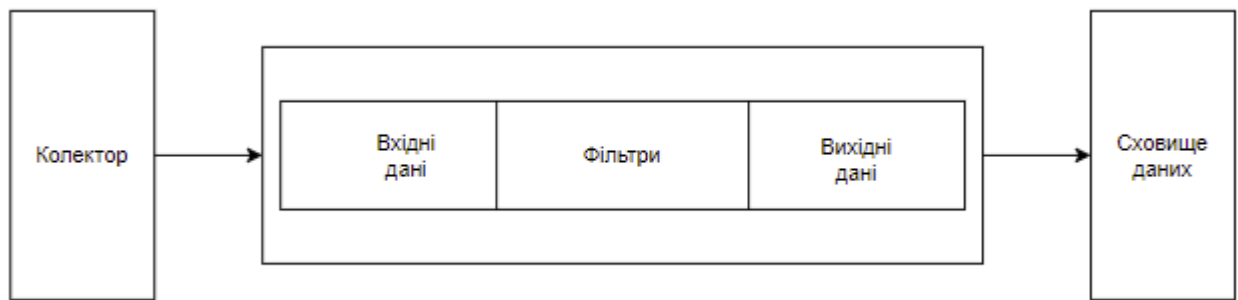 Колектор
Вхідні
дані
Фільтри
Вихідні
дані
Сховище
даних